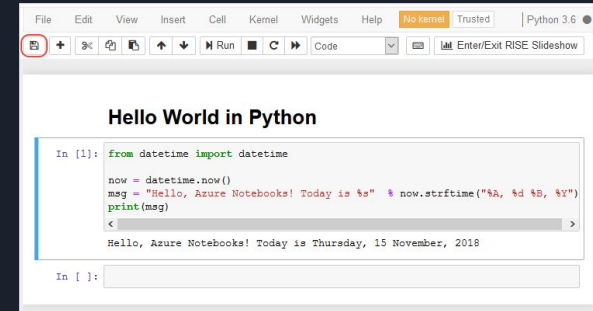 File Edit View Insert Cell Kernel Widgets Help No kernel Trusted Python 3.6
Run Code Enter/Exit RISE Slideshow
Hello World in Python
In [1]: from datetime import datetime
now = datetime.now()
msg = "Hello, Azure Notebooks! Today is %s" % now.strftime("%A, %d %B, %Y")
print(msg)
Hello, Azure Notebooks! Today is Thursday, 15 November, 2018
In [ ]: